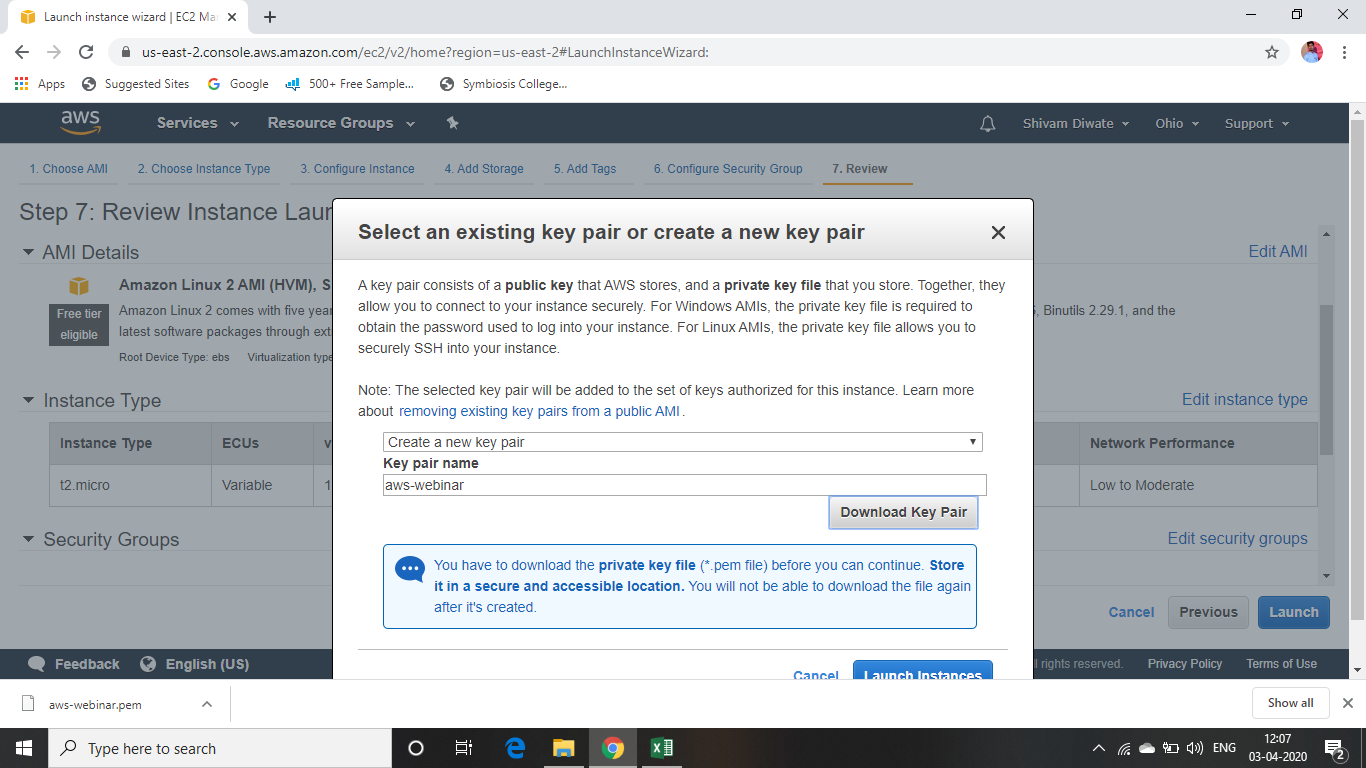 Launch instance wizard | EC2 Ma
us-east-2.console.aws.amazon.com/ec2/v2/home?region=us-east-2#LaunchInstanceWizard:
Apps Suggested Sites Google 500+ Free Sample... Symbiosis College...
aws Services Resource Groups Shivam Diwate Ohio Support
1. Choose AMI 2. Choose Instance Type 3. Configure Instance 4. Add Storage 5. Add Tags 6. Configure Security Group 7. Review
Step 7: Review Instance Laun
AMI Details Edit AMI
Amazon Linux 2 AMI (HVM), S
Free tier eligible
Amazon Linux 2 comes with five year
, Binutils 2.29.1, and the
latest software packages through ext
Root Device Type: ebs Virtualization type
Instance Type Edit instance type
Instance Type ECUs v Network Performance
t2.micro Variable 1 Low to Moderate
Security Groups Edit security groups
Cancel Previous Launch
Select an existing key pair or create a new key pair
A key pair consists of a public key that AWS stores, and a private key file that you store. Together, they
allow you to connect to your instance securely. For Windows AMIs, the private key file is required to
obtain the password used to log into your instance. For Linux AMIs, the private key file allows you to
securely SSH into your instance.
Note: The selected key pair will be added to the set of keys authorized for this instance. Learn more
about removing existing key pairs from a public AMI .
Create a new key pair
Key pair name
aws-webinar
Download Key Pair
You have to download the private key file (*.pem file) before you can continue. Store
it in a secure and accessible location. You will not be able to download the file again
after it's created.
Cancel Launch Instances
Feedback English (US) l rights reserved. Privacy Policy Terms of Use
aws-webinar.pem Show all
Type here to search ENG 12:07
03-04-2020 2